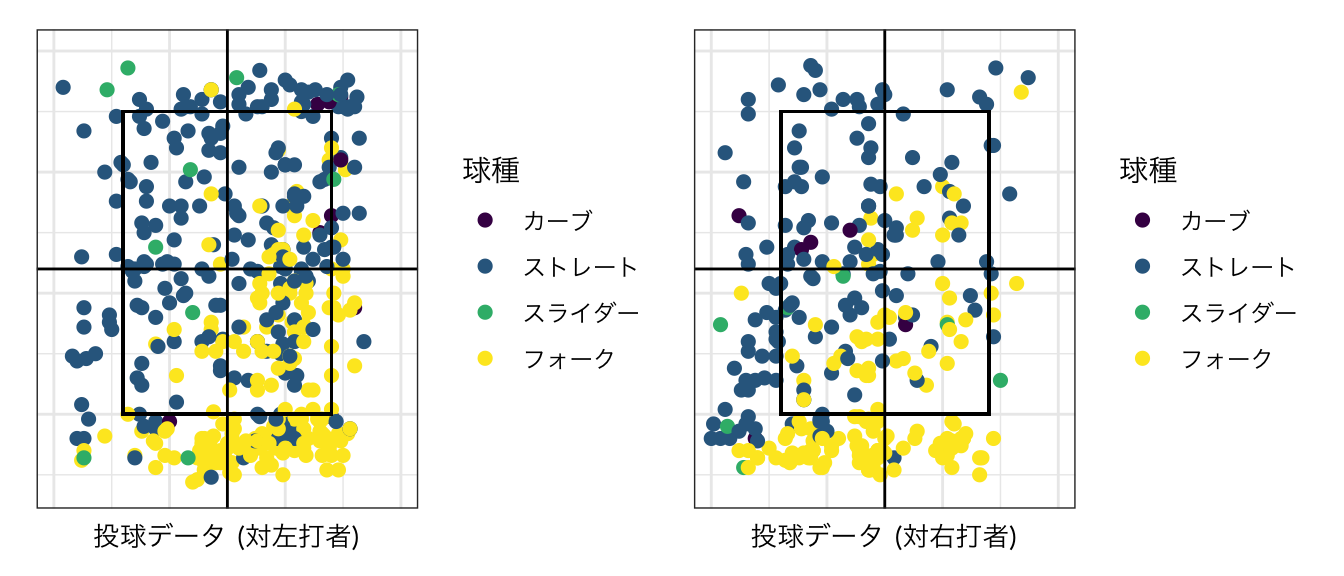 球種
カーブ
ストレート
スライダー
フォーク
投球データ (対左打者)
球種
カーブ
ストレート
スライダー
フォーク
投球データ (対右打者)